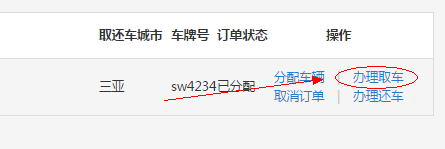 取还车城市 车牌号 订单状态 操作
三亚 sw4234 已分配 分配车辆 办理取车
取消订单 | 办理还车